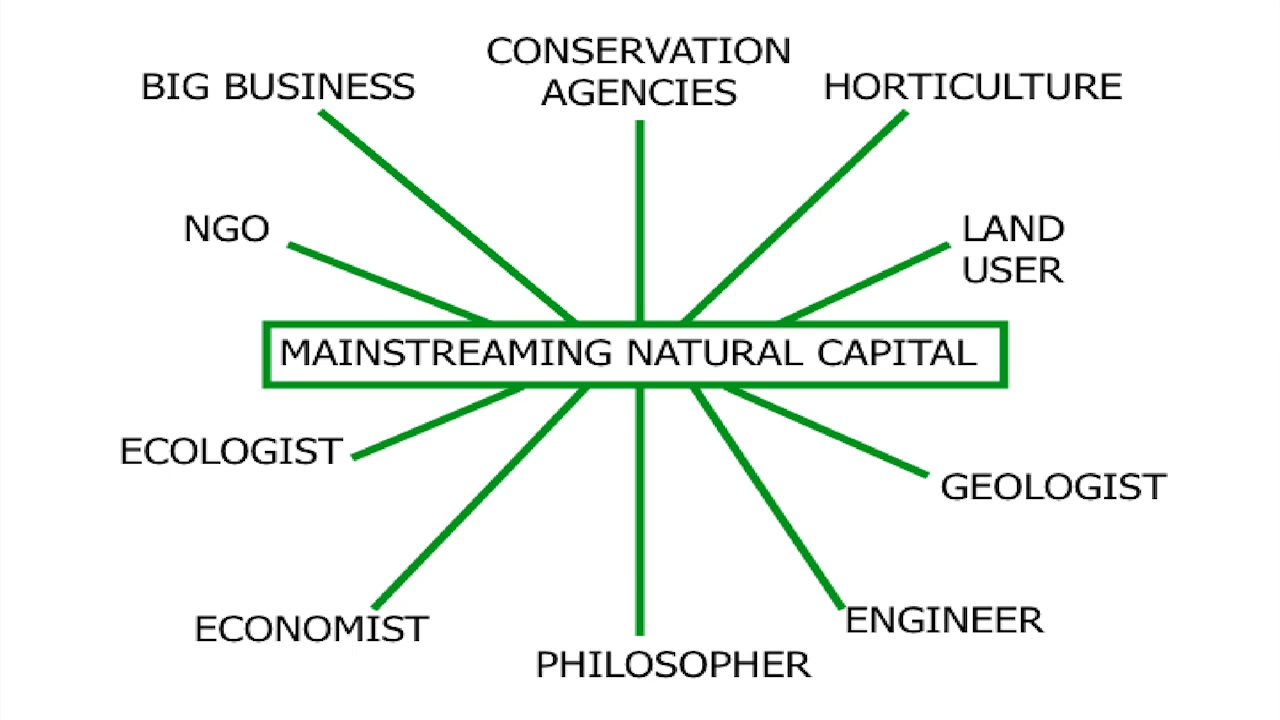 CONSERVATION
AGENCIES
BIG BUSINESS
HORTICULTURE
NGO
LAND
USER
MAINSTREAMING NATURAL CAPITAL
ECOLOGIST
GEOLOGIST
ECONOMIST
ENGINEER
PHILOSOPHER